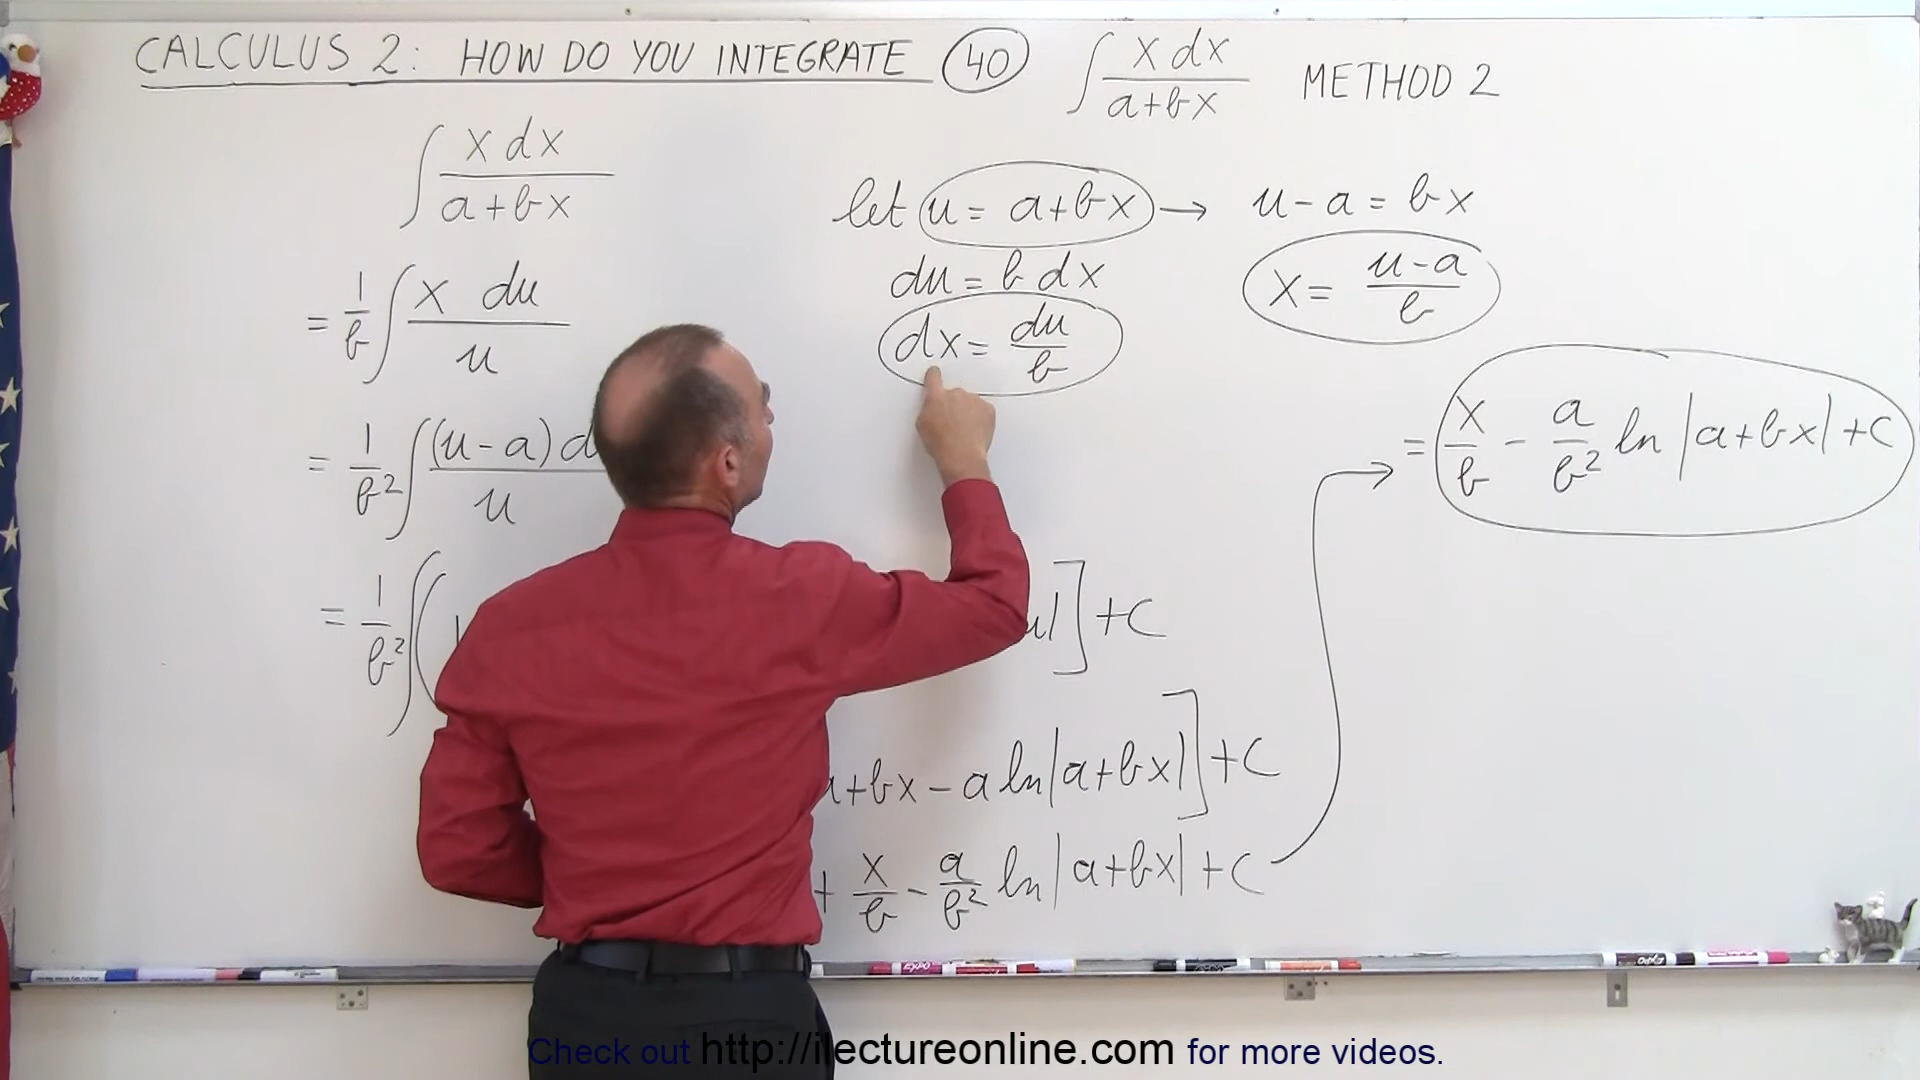 CALCULUS 2: HOW DO YOU INTEGRATE (40) ∫ x dx / (a+bx) METHOD 2
∫ x dx / (a+bx)
= 1/b ∫ x du / u
= 1/b² ∫ (u-a) d / u
= 1/b² ∫ (
let u = a+bx → u-a = bx
du = b dx
x = (u-a)/b
dx = du/b
u|] +C
a+bx - a ln|a+bx|] +C
+ x/b - a/b² ln|a+bx| +C
= x/b - a/b² ln|a+bx| +C
EXPO
EXPO
Check out http://ilectureonline.com for more videos.